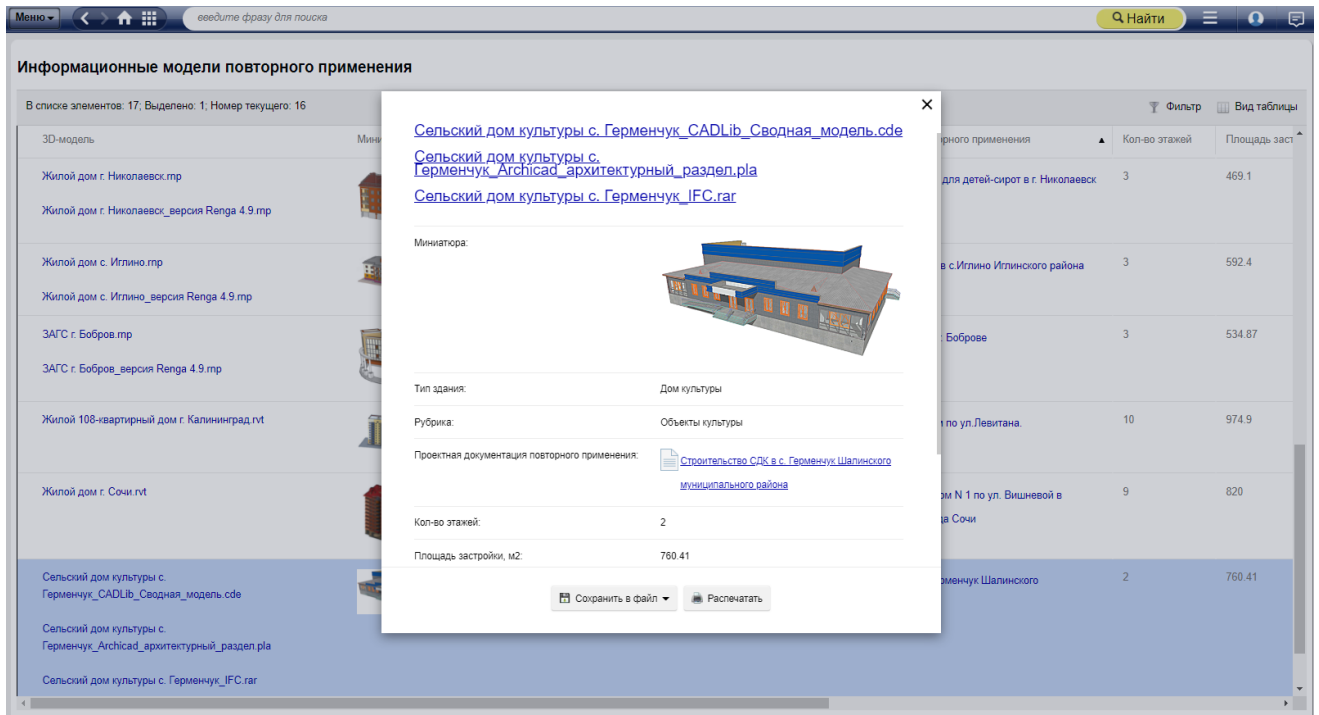 Меню
введите фразу для поиска
Найти
Информационные модели повторного применения
В списке элементов: 17; Выделено: 1; Номер текущего: 16
Фильтр
Вид таблицы
3D-модель
Мини
рного применения
Кол-во этажей
Площадь заст
Жилой дом г. Николаевск.rnp
Жилой дом г. Николаевск_версия Renga 4.9.rnp
для детей-сирот в г. Николаевск
3
469.1
Жилой дом с. Иглино.rnp
Жилой дом с. Иглино_версия Renga 4.9.rnp
в с.Иглино Иглинского района
3
592.4
ЗАГС г. Бобров.rnp
ЗАГС г. Бобров_версия Renga 4.9.rnp
Боброве
3
534.87
Жилой 108-квартирный дом г. Калининград.rvt
по ул.Левитана.
10
974.9
Жилой дом г. Сочи.rvt
ом N 1 по ул. Вишневой в
да Сочи
9
820
Сельский дом культуры с.
Герменчук_CADLib_Сводная_модель.cde
Сельский дом культуры с.
Герменчук_Archicad_архитектурный_раздел.pla
Сельский дом культуры с. Герменчук_IFC.rar
рменчук Шалинского
2
760.41
Сельский дом культуры с. Герменчук_CADLib_Сводная_модель.cde
Сельский дом культуры с.
Герменчук_Archicad_архитектурный_раздел.pla
Сельский дом культуры с. Герменчук_IFC.rar
Миниатюра:
Тип здания:
Дом культуры
Рубрика:
Объекты культуры
Проектная документация повторного применения:
Строительство СДК в с. Герменчук Шалинского
муниципального района
Кол-во этажей:
2
Площадь застройки, м2:
760.41
Сохранить в файл
Распечатать